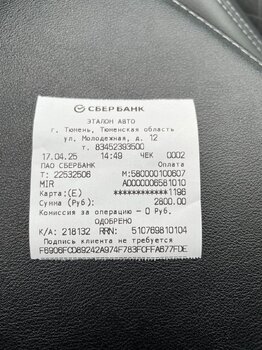 СБЕРБАНК
ЭТАЛОН АВТО
г. Тюмень, Тюменская область
ул. Молодежная, д. 12
т. 83452393500
17.04.25 14:49 ЧЕК 0002
ПАО СБЕРБАНК Оплата
Т: 22532506 М:580000100607
MIR A0000006581010
Карта:(E) ************1196
Сумма (Руб): 2800.00
Комиссия за операцию - 0 Руб.
ОДОБРЕНО
К/А: 218132 RRN: 510769810104
Подпись клиента не требуется
F6906FC089242A974F783FCFFA677FDE